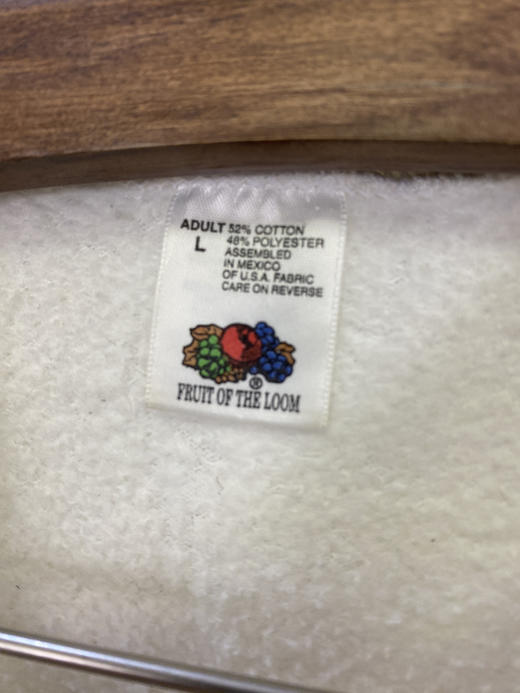 ADULT 52% COTTON
L 48% POLYESTER
ASSEMBLED
IN MEXICO
OF U.S.A. FABRIC
CARE ON REVERSE
®
FRUIT OF THE LOOM